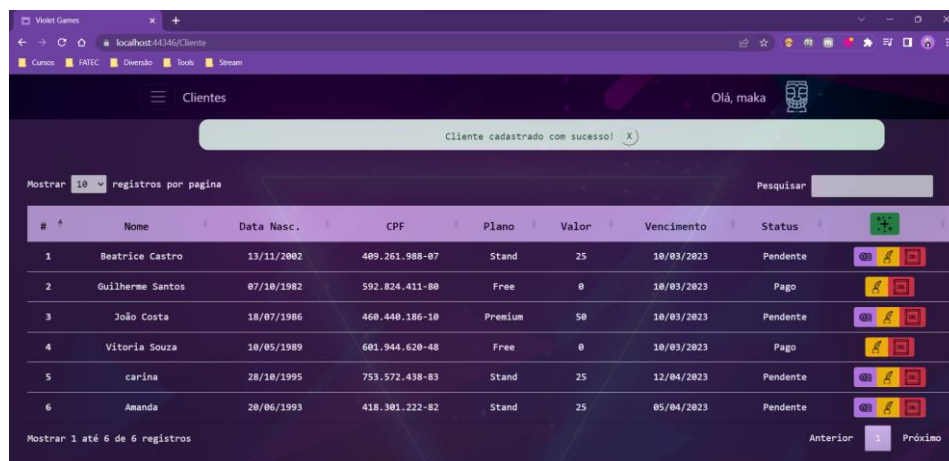 Violet Games
localhost:44346/Cliente
Cursos FATEC Diversão Tools Stream
Clientes Olá, maka
Cliente cadastrado com sucesso! X
Mostrar 10 registros por pagina Pesquisar
# Nome Data Nasc. CPF Plano Valor Vencimento Status
1 Beatrice Castro 13/11/2002 409.261.988-07 Stand 25 10/03/2023 Pendente
2 Guilherme Santos 07/10/1982 592.824.411-80 Free 0 10/03/2023 Pago
3 João Costa 18/07/1986 460.440.186-10 Premium 50 10/03/2023 Pendente
4 Vitoria Souza 10/05/1989 601.944.620-48 Free 0 10/03/2023 Pago
5 carina 28/10/1995 753.572.438-83 Stand 25 12/04/2023 Pendente
6 Amanda 20/06/1993 418.301.222-82 Stand 25 05/04/2023 Pendente
Mostrar 1 até 6 de 6 registros Anterior 1 Próximo